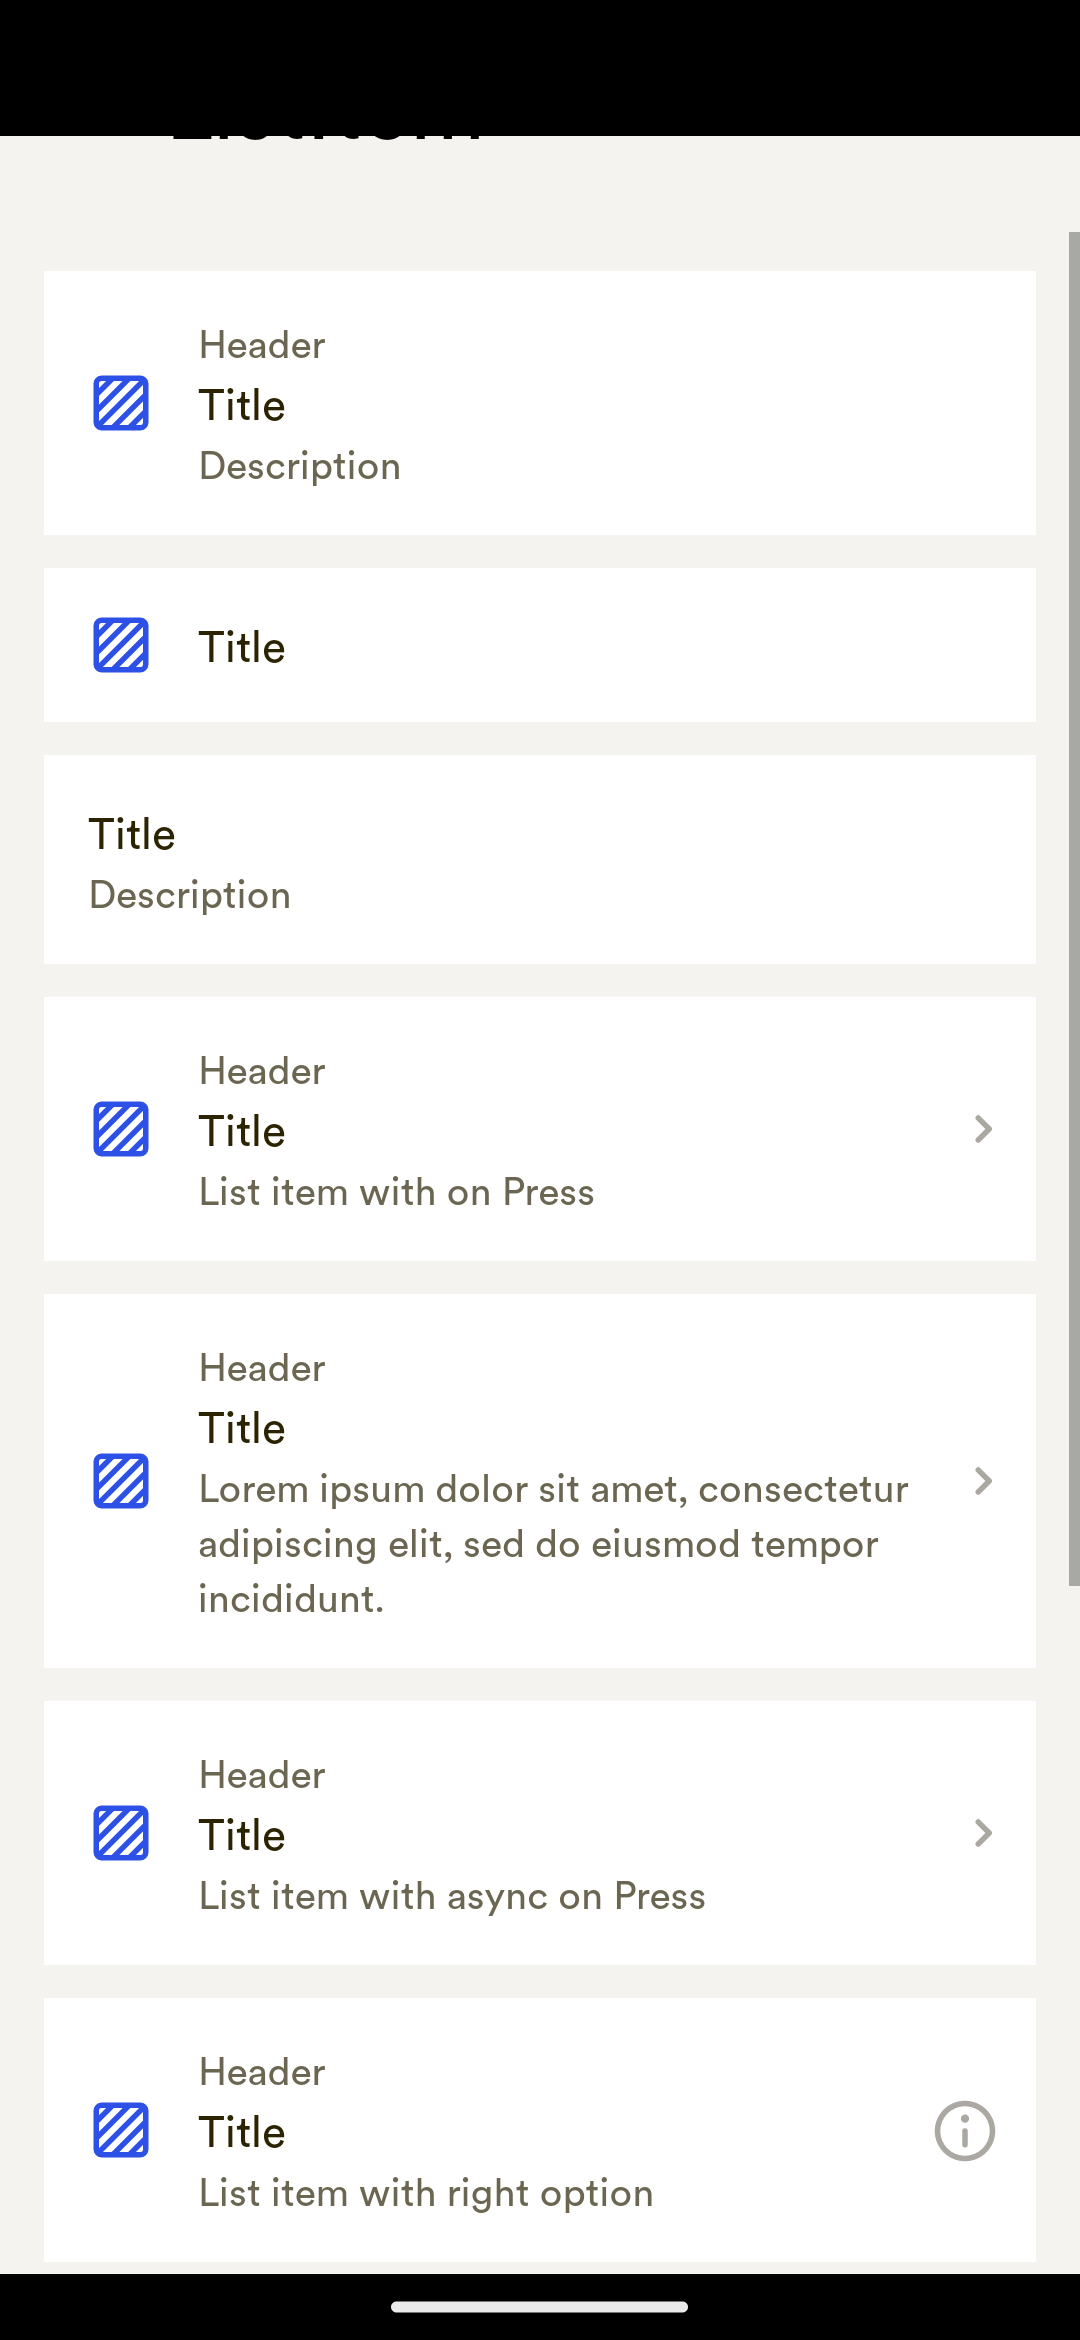 Header
Title
Description
Title
Title
Description
Header
Title
List item with on Press
Header
Title
Lorem ipsum dolor sit amet, consectetur
adipiscing elit, sed do eiusmod tempor
incididunt.
Header
Title
List item with async on Press
Header
Title
List item with right option